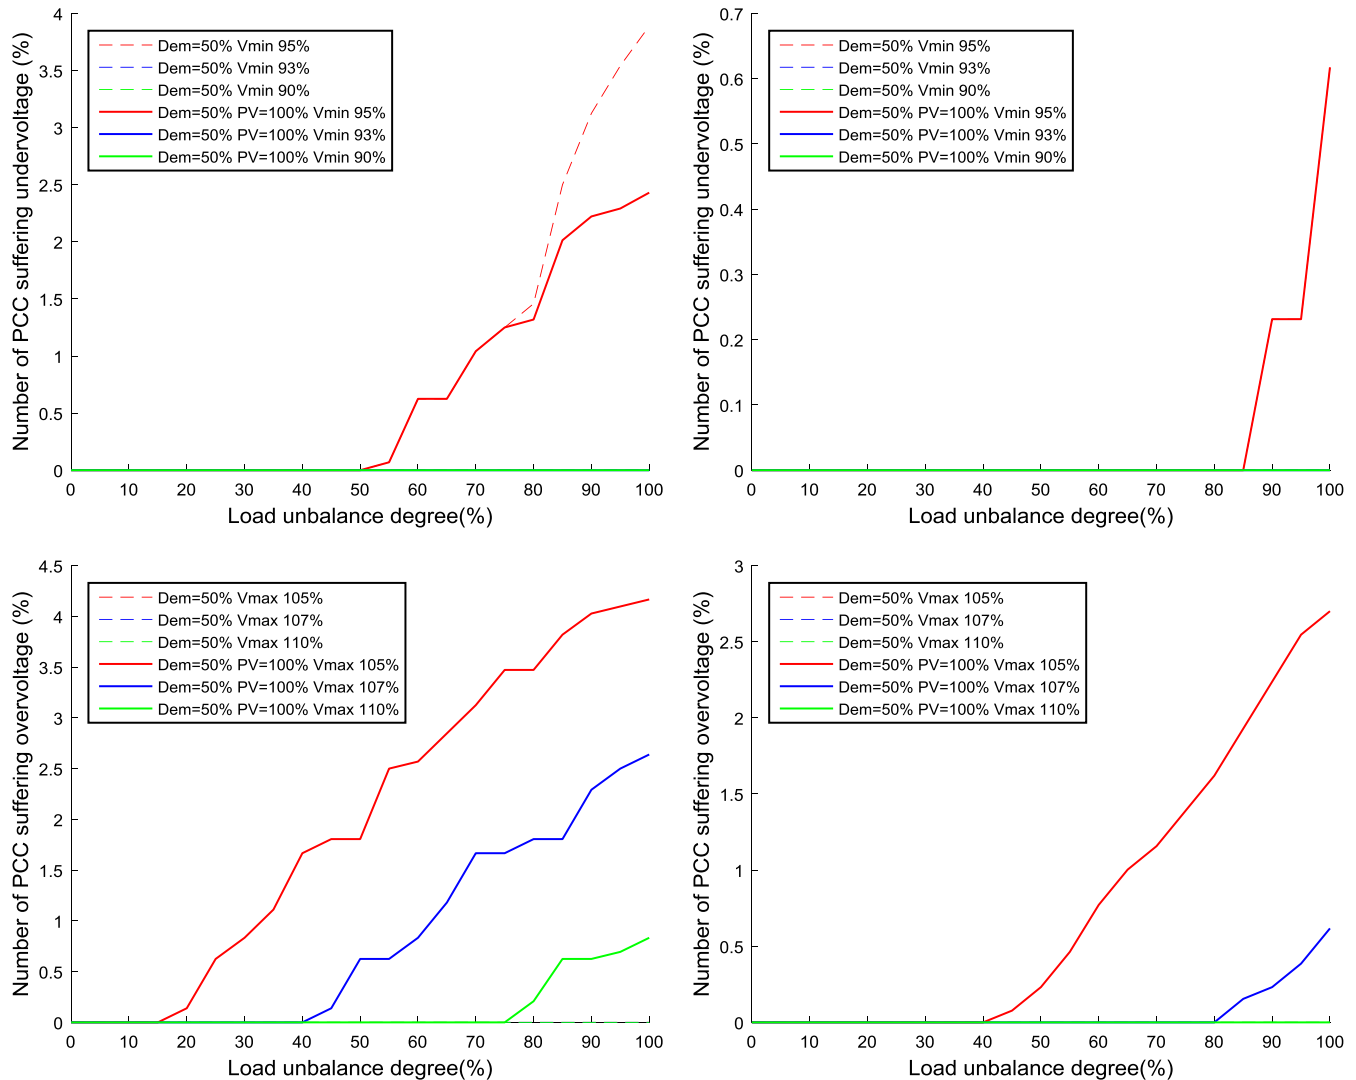 4
3.5
3
2.5
2
1.5
1
0.5
0
Number of PCC suffering undervoltage (%)
Dem=50% Vmin 95%
Dem=50% Vmin 93%
Dem=50% Vmin 90%
Dem=50% PV=100% Vmin 95%
Dem=50% PV=100% Vmin 93%
Dem=50% PV=100% Vmin 90%
0 10 20 30 40 50 60 70 80 90 100
Load unbalance degree(%)
0.7
0.6
0.5
0.4
0.3
0.2
0.1
0
Number of PCC suffering undervoltage (%)
Dem=50% Vmin 95%
Dem=50% Vmin 93%
Dem=50% Vmin 90%
Dem=50% PV=100% Vmin 95%
Dem=50% PV=100% Vmin 93%
Dem=50% PV=100% Vmin 90%
0 10 20 30 40 50 60 70 80 90 100
Load unbalance degree(%)
4.5
4
3.5
3
2.5
2
1.5
1
0.5
0
Number of PCC suffering overvoltage (%)
Dem=50% Vmax 105%
Dem=50% Vmax 107%
Dem=50% Vmax 110%
Dem=50% PV=100% Vmax 105%
Dem=50% PV=100% Vmax 107%
Dem=50% PV=100% Vmax 110%
0 10 20 30 40 50 60 70 80 90 100
Load unbalance degree(%)
3
2.5
2
1.5
1
0.5
0
Number of PCC suffering overvoltage (%)
Dem=50% Vmax 105%
Dem=50% Vmax 107%
Dem=50% Vmax 110%
Dem=50% PV=100% Vmax 105%
Dem=50% PV=100% Vmax 107%
Dem=50% PV=100% Vmax 110%
0 10 20 30 40 50 60 70 80 90 100
Load unbalance degree(%)